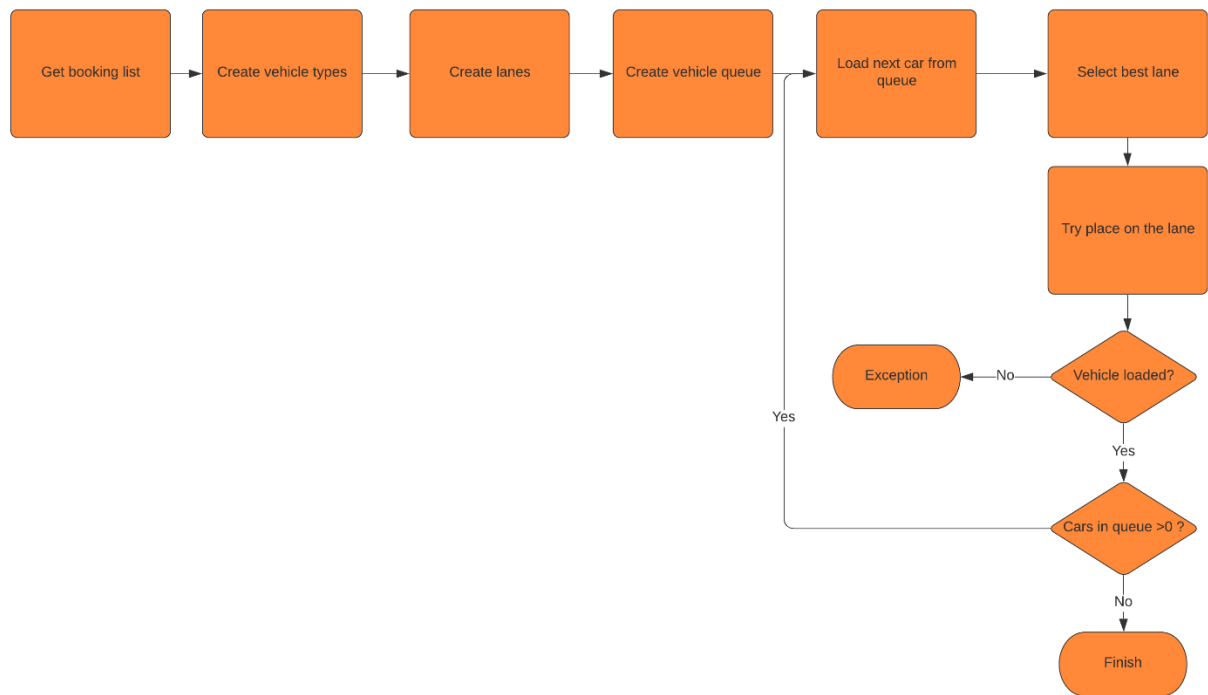 Get booking list
Create vehicle types
Create lanes
Create vehicle queue
Load next car from
queue
Select best lane
Try place on the lane
Vehicle loaded?
No
Exception
Yes
Cars in queue >0 ?
Yes
No
Finish